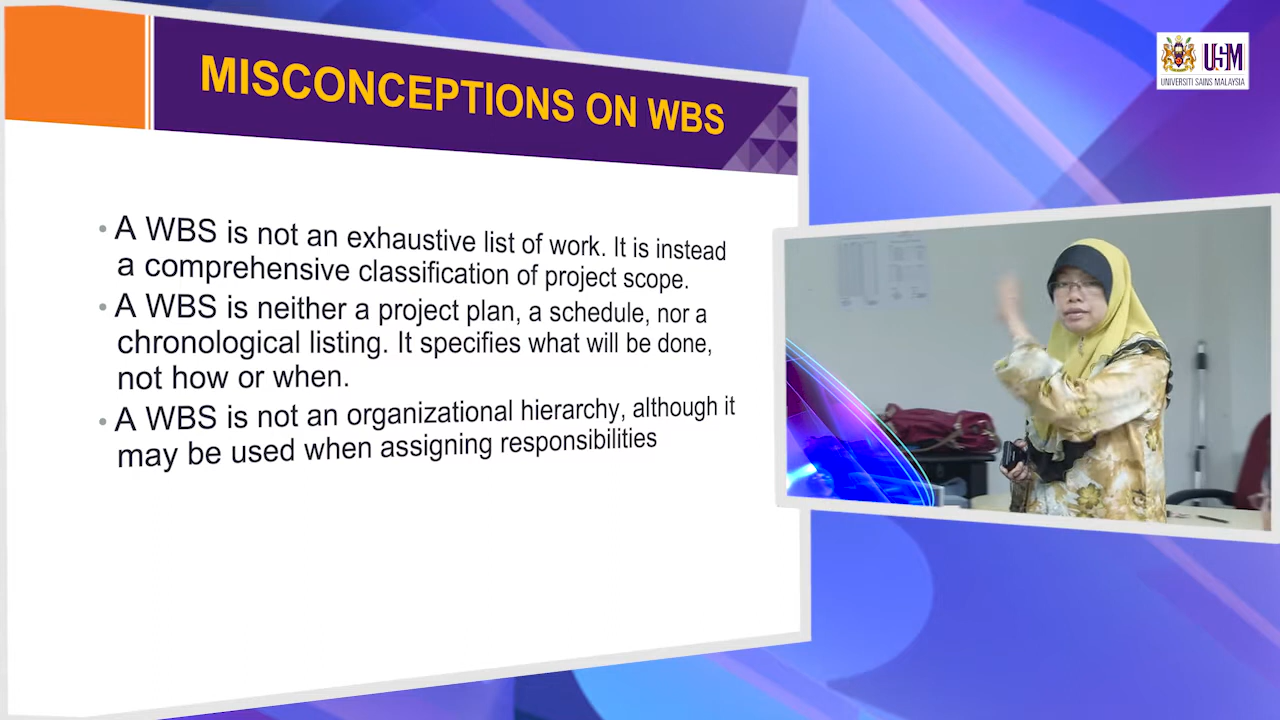 MISCONCEPTIONS ON WBS
• A WBS is not an exhaustive list of work. It is instead
a comprehensive classification of project scope.
• A WBS is neither a project plan, a schedule, nor a
chronological listing. It specifies what will be done,
not how or when.
• A WBS is not an organizational hierarchy, although it
may be used when assigning responsibilities
USM
UNIVERSITI SAINS MALAYSIA